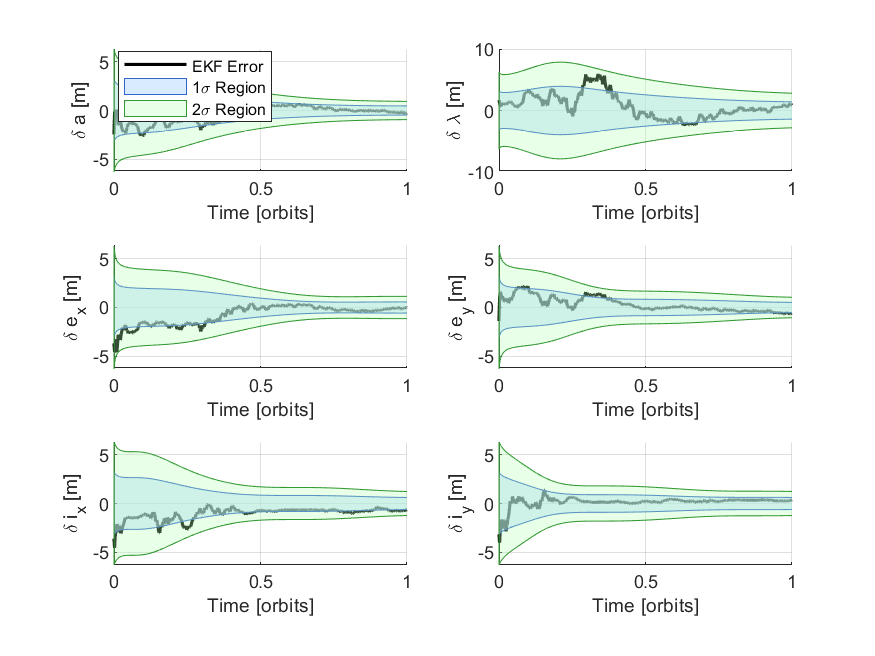 δ a [m]
5
-5
0
0.5
1
Time [orbits]
EKF Error
1σ Region
2σ Region
δ λ [m]
10
0
-10
0
0.5
1
Time [orbits]
δ e_x [m]
5
0
-5
0
0.5
1
Time [orbits]
δ e_y [m]
5
0
-5
0
0.5
1
Time [orbits]
δ i_x [m]
5
0
-5
0
0.5
1
Time [orbits]
δ i_y [m]
5
0
-5
0
0.5
1
Time [orbits]